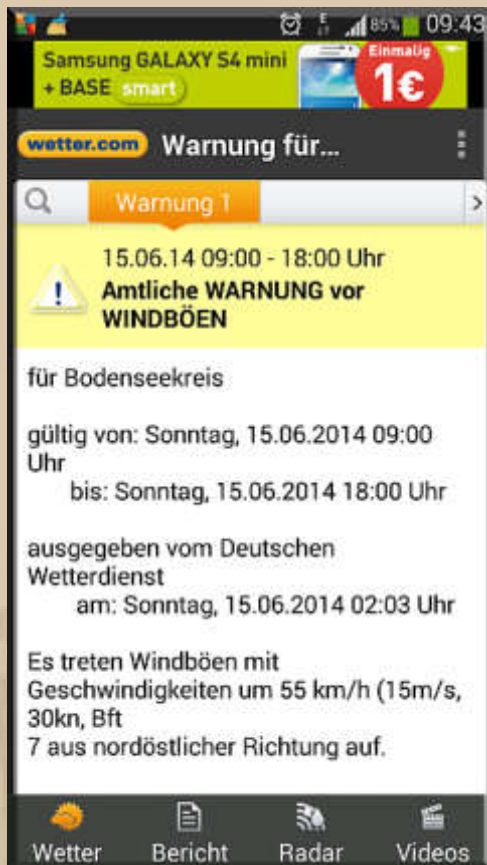 85% 09:43
Samsung GALAXY S4 mini
+ BASE smart
Einmalig
1€
wetter.com Warnung für...
Warnung 1
15.06.14 09:00 - 18:00 Uhr
Amtliche WARNUNG vor
WINDBÖEN
für Bodenseekreis
gültig von: Sonntag, 15.06.2014 09:00
Uhr
bis: Sonntag, 15.06.2014 18:00 Uhr
ausgegeben vom Deutschen
Wetterdienst
am: Sonntag, 15.06.2014 02:03 Uhr
Es treten Windböen mit
Geschwindigkeiten um 55 km/h (15m/s,
30kn, Bft
7 aus nordöstlicher Richtung auf.
Wetter Bericht Radar Videos